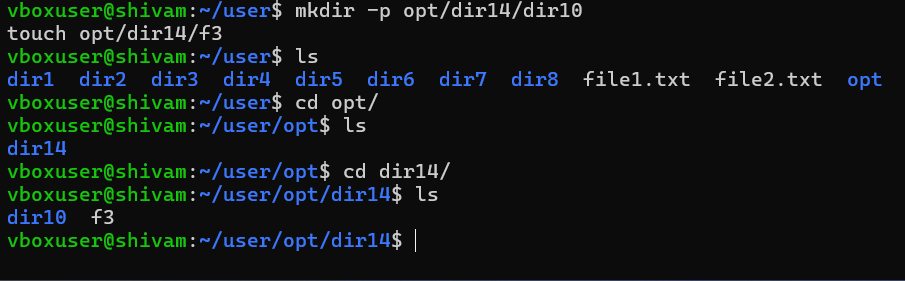 vboxuser@shivam:~/user$ mkdir -p opt/dir14/dir10
touch opt/dir14/f3
vboxuser@shivam:~/user$ ls
dir1  dir2  dir3  dir4  dir5  dir6  dir7  dir8  file1.txt  file2.txt  opt
vboxuser@shivam:~/user$ cd opt/
vboxuser@shivam:~/user/opt$ ls
dir14
vboxuser@shivam:~/user/opt$ cd dir14/
vboxuser@shivam:~/user/opt/dir14$ ls
dir10  f3
vboxuser@shivam:~/user/opt/dir14$